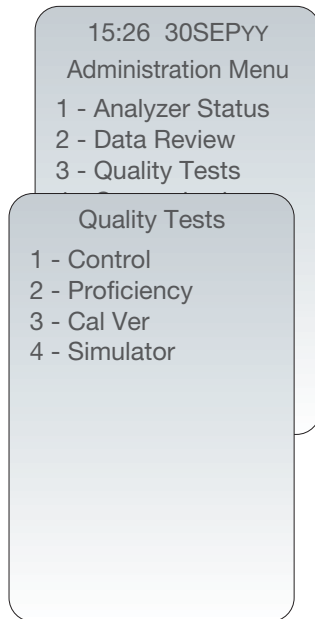 15:26 30SEPYY
Administration Menu
1 - Analyzer Status
2 - Data Review
3 - Quality Tests
Quality Tests
1 - Control
2 - Proficiency
3 - Cal Ver
4 - Simulator